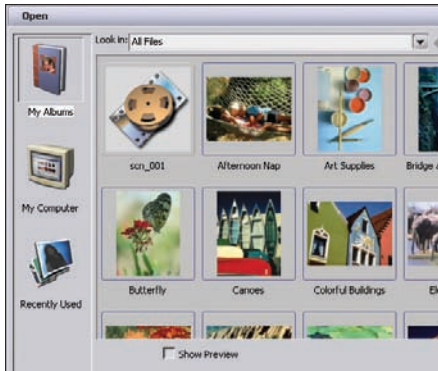 Open
Look in: All Files
My Albums
scn_001
Afternoon Nap
Art Supplies
Bridge
My Computer
Butterfly
Canoes
Colorful Buildings
Recently Used
Show Preview